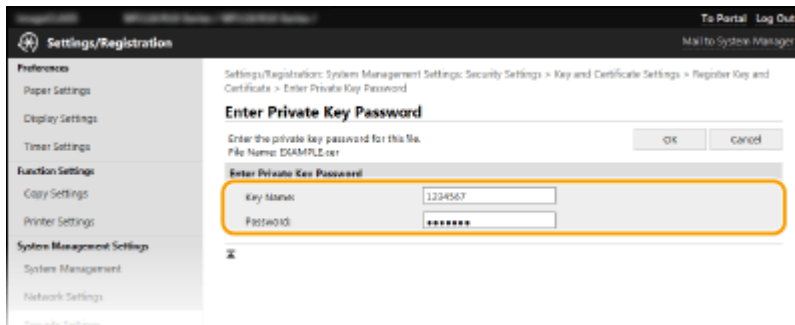 To Portal Log Out
Settings/Registration
Mail to System Manager
Preferences
Paper Settings
Display Settings
Timer Settings
Function Settings
Copy Settings
Printer Settings
System Management Settings
System Management
Network Settings
Security Settings
Settings/Registration: System Management Settings: Security Settings > Key and Certificate Settings > Register Key and
Certificate > Enter Private Key Password
Enter Private Key Password
Enter the private key password for this file.
File Name: EXAMPLE.cer
OK Cancel
Enter Private Key Password
Key Name: 1234567
Password: •••••••